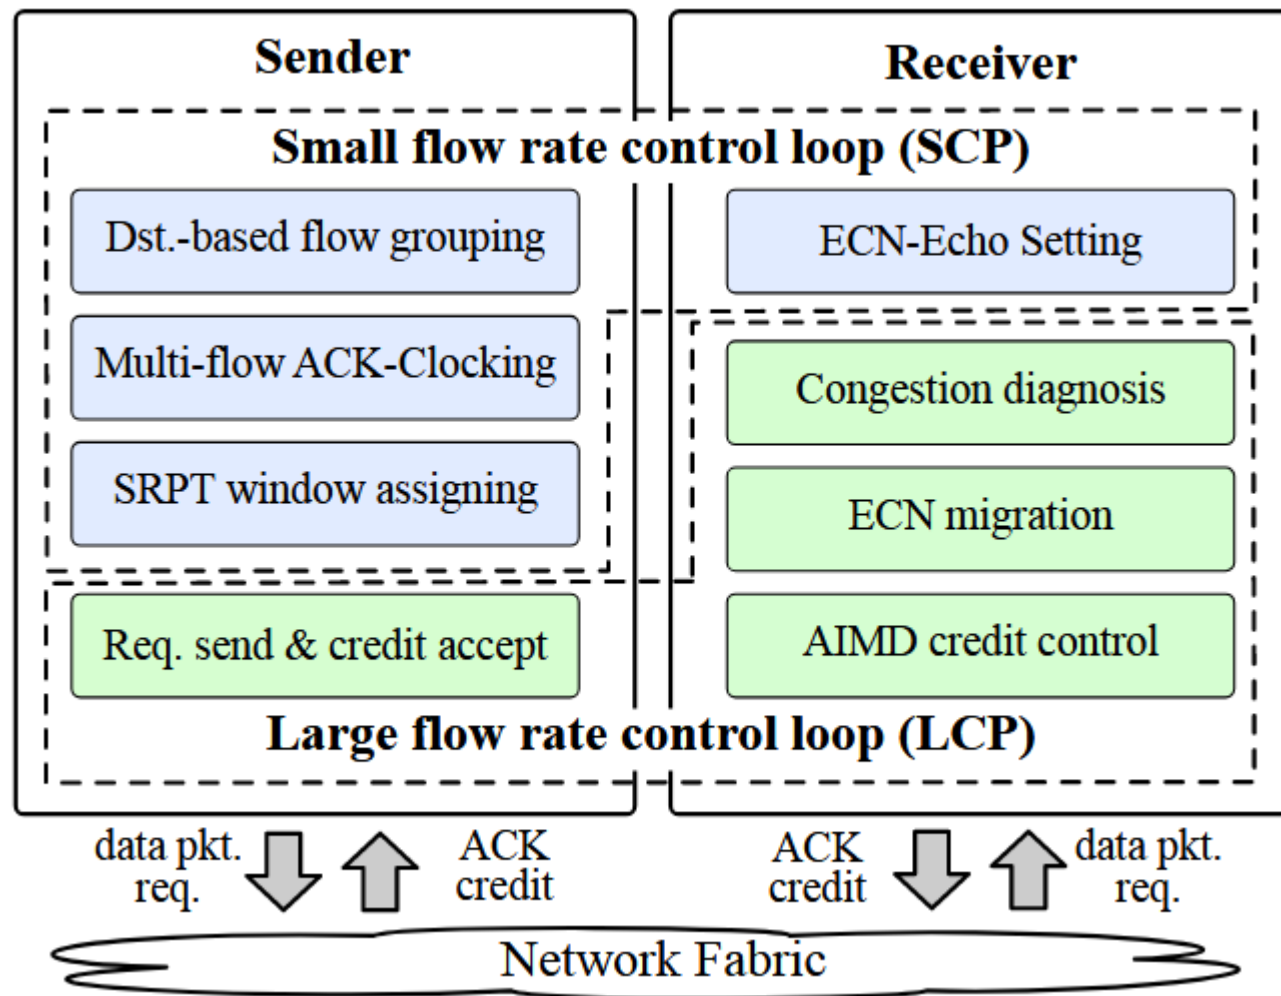 Sender
Receiver
Small flow rate control loop (SCP)
Dst.-based flow grouping
ECN-Echo Setting
Multi-flow ACK-Clocking
Congestion diagnosis
SRPT window assigning
ECN migration
Req. send & credit accept
AIMD credit control
Large flow rate control loop (LCP)
data pkt.
req.
ACK
credit
ACK
credit
data pkt.
req.
Network Fabric